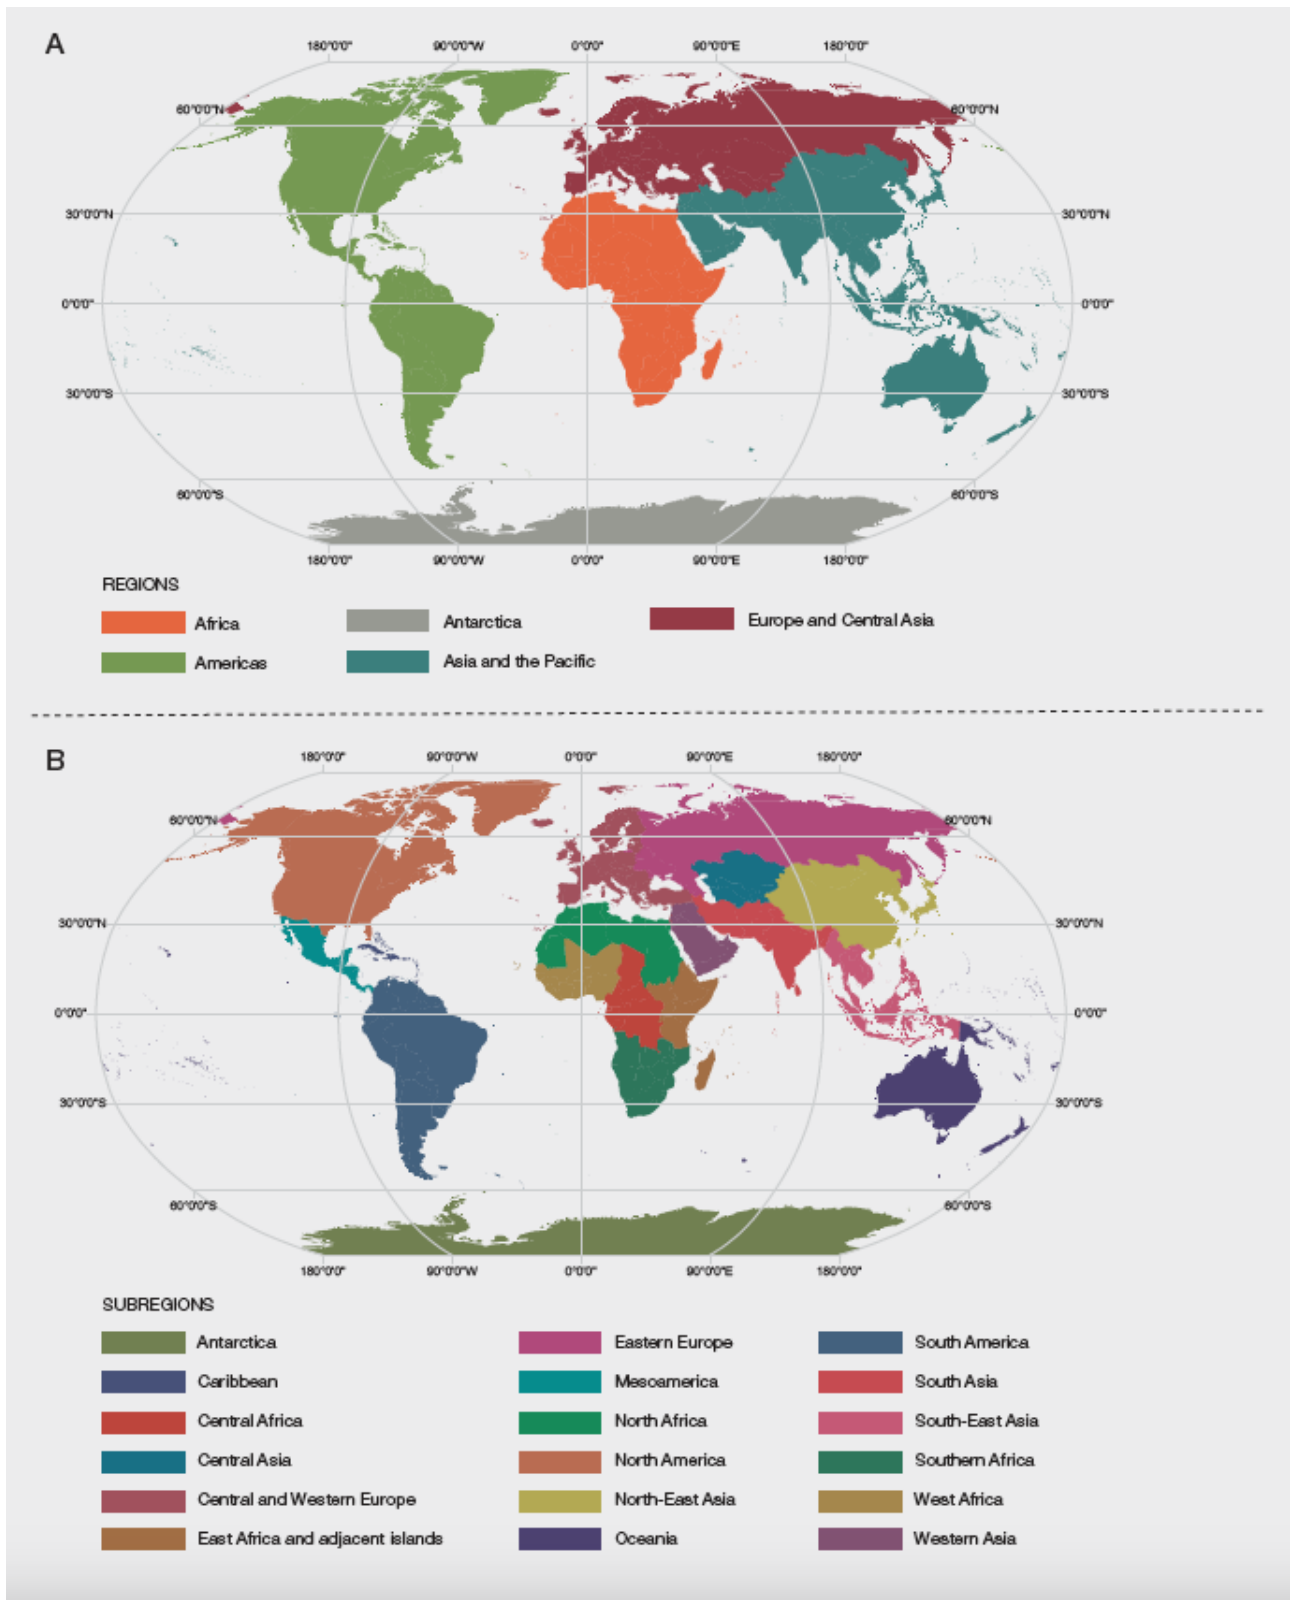 A
180°0'0" 90°0'0"W 0°0'0" 90°0'0"E 180°0'0"
60°0'0"N 60°0'0"N
30°0'0"N 30°0'0"N
0°0'0" 0°0'0"
30°0'0"S 30°0'0"S
60°0'0"S 60°0'0"S
180°0'0" 90°0'0"W 0°0'0" 90°0'0"E 180°0'0"
REGIONS
Africa Antarctica Europe and Central Asia
Americas Asia and the Pacific
B
180°0'0" 90°0'0"W 0°0'0" 90°0'0"E 180°0'0"
60°0'0"N 60°0'0"N
30°0'0"N 30°0'0"N
0°0'0" 0°0'0"
30°0'0"S 30°0'0"S
60°0'0"S 60°0'0"S
180°0'0" 90°0'0"W 0°0'0" 90°0'0"E 180°0'0"
SUBREGIONS
Antarctica Eastern Europe South America
Caribbean Mesoamerica South Asia
Central Africa North Africa South-East Asia
Central Asia North America Southern Africa
Central and Western Europe North-East Asia West Africa
East Africa and adjacent islands Oceania Western Asia